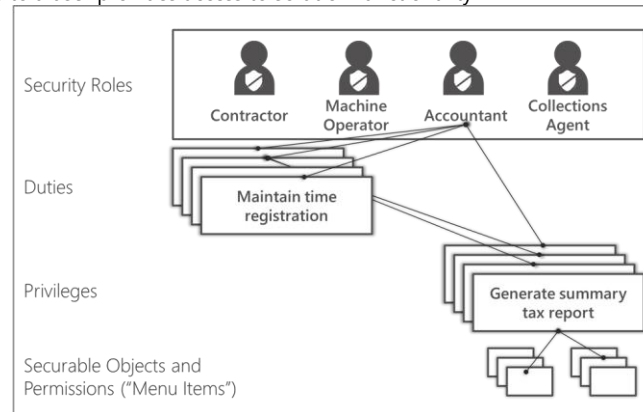 Security Roles
Contractor
Machine
Operator
Accountant
Collections
Agent
Duties
Maintain time
registration
Privileges
Generate summary
tax report
Securable Objects and
Permissions (“Menu Items”)